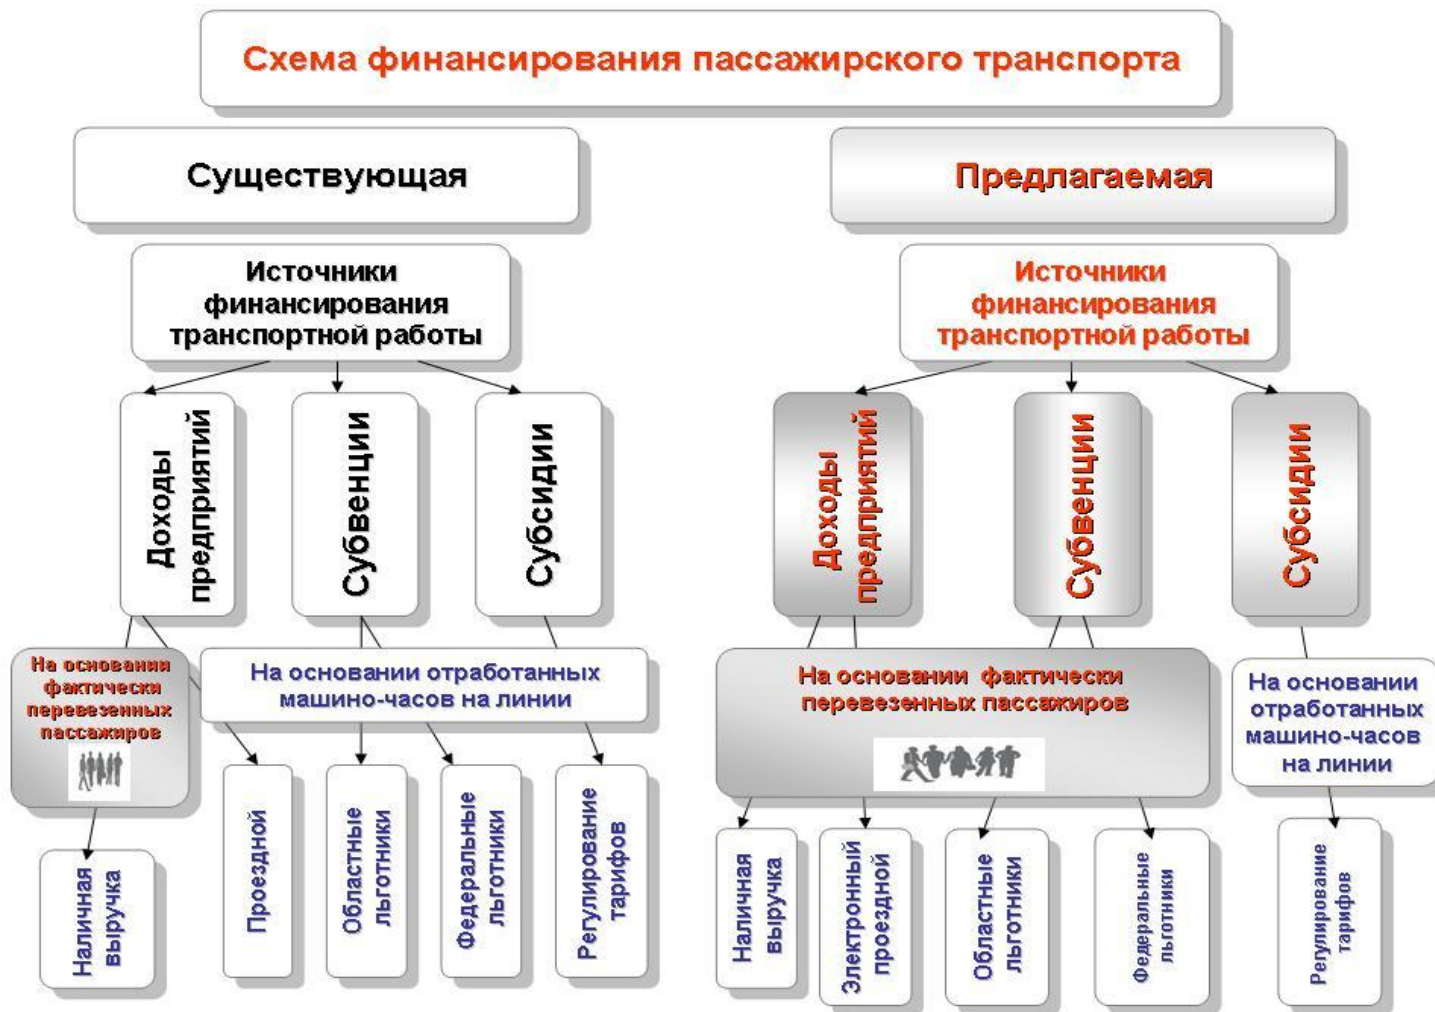 Схема финансирования пассажирского транспорта
Существующая
Источники
финансирования
транспортной работы
Доходы
предприятий
Субвенции
Субсидии
На основании
фактически
перевезенных
пассажиров
На основании отработанных
машино-часов на линии
Наличная
выручка
Проездной
Областные
льготники
Федеральные
льготники
Регулирование
тарифов
Предлагаемая
Источники
финансирования
транспортной работы
Доходы
предприятий
Субвенции
Субсидии
На основании фактически
перевезенных пассажиров
На основании
отработанных
машино-часов
на линии
Наличная
выручка
Электронный
проездной
Областные
льготники
Федеральные
льготники
Регулирование
тарифов